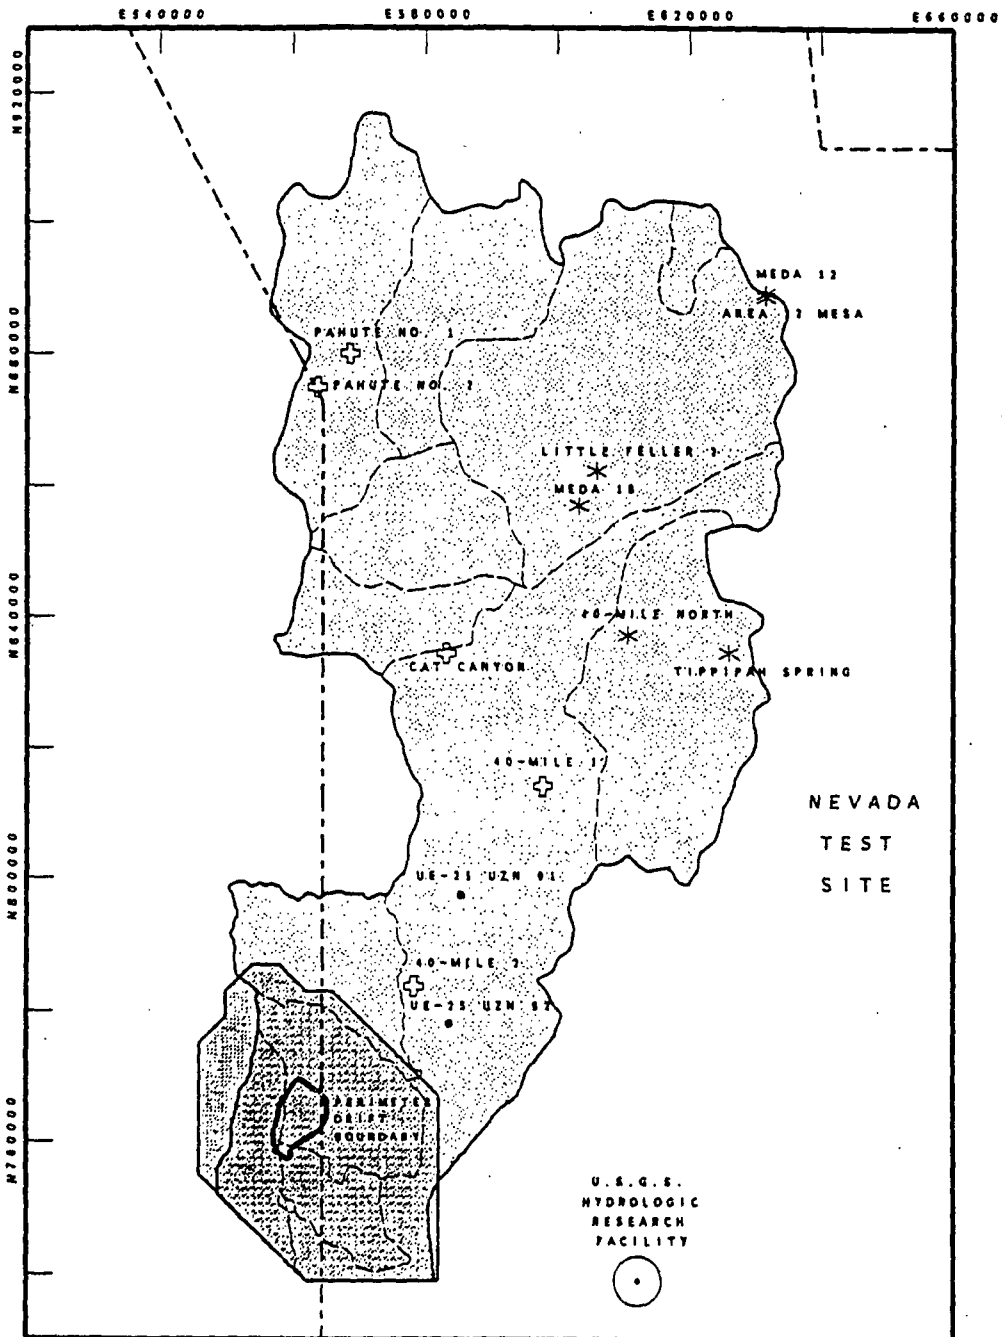 E540000 E580000 E620000 E660000
N920000
MEDA 12
AREA 12 MESA
PAHUTE NO. 1
N880000
PAHUTE NO. 2
LITTLE FELLER 2
MEDA 18
N840000
40-MILE NORTH
CAT CANYON
TIPPIPAH SPRING
40-MILE 1
NEVADA
TEST
SITE
N800000
UE-25 UZN 91
40-MILE 2
UE-25 UZN 92
PERIMETER
DRIFT
BOUNDARY
N760000
U.S.G.S.
HYDROLOGIC
RESEARCH
FACILITY